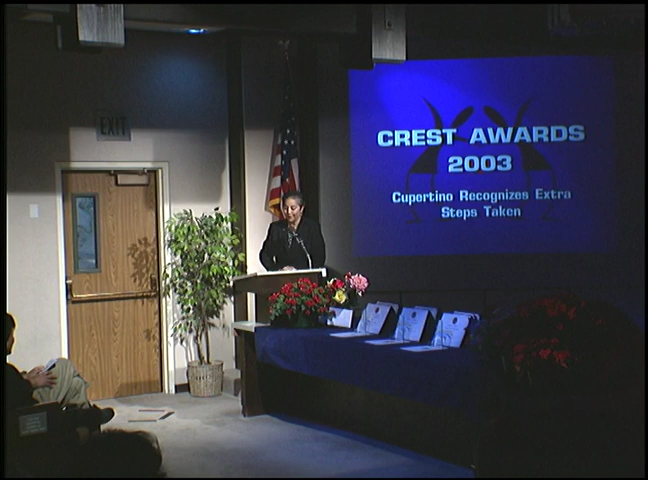 EXIT
CREST AWARDS
2003
Cupertino Recognizes Extra
Steps Taken